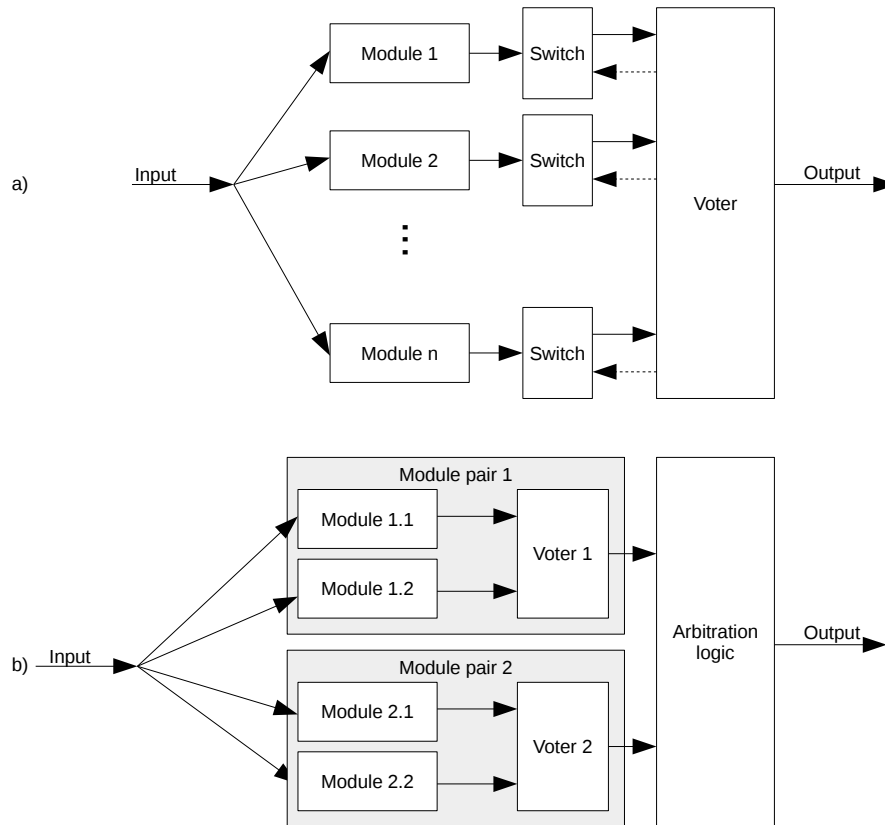 Module 1
Switch
Module 2
Switch
a)
Input
Voter
Output
Module n
Switch
Module pair 1
Module 1.1
Voter 1
Module 1.2
Arbitration
logic
b)
Input
Output
Module pair 2
Module 2.1
Voter 2
Module 2.2